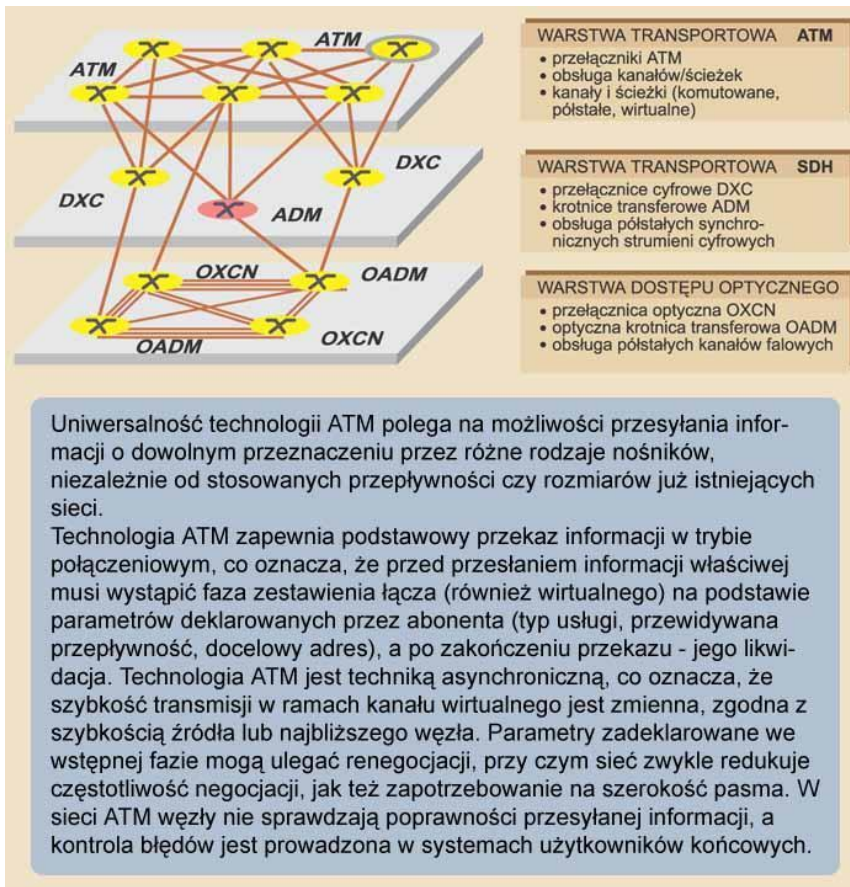 ATM
ATM
DXC
DXC
ADM
OXCN
OADM
OADM
OXCN
WARSTWA TRANSPORTOWA ATM
• przełączniki ATM
• obsługa kanałów/ścieżek
• kanały i ścieżki (komutowane,
półstałe, wirtualne)
WARSTWA TRANSPORTOWA SDH
• przełącznice cyfrowe DXC
• krotnice transferowe ADM
• obsługa półstałych synchro-
nicznych strumieni cyfrowych
WARSTWA DOSTĘPU OPTYCZNEGO
• przełącznica optyczna OXCN
• optyczna krotnica transferowa OADM
• obsługa półstałych kanałów falowych
Uniwersalność technologii ATM polega na możliwości przesyłania infor-
macji o dowolnym przeznaczeniu przez różne rodzaje nośników,
niezależnie od stosowanych przepływności czy rozmiarów już istniejących
sieci.
Technologia ATM zapewnia podstawowy przekaz informacji w trybie
połączeniowym, co oznacza, że przed przesłaniem informacji właściwej
musi wystąpić faza zestawienia łącza (również wirtualnego) na podstawie
parametrów deklarowanych przez abonenta (typ usługi, przewidywana
przepływność, docelowy adres), a po zakończeniu przekazu - jego likwi-
dacja. Technologia ATM jest techniką asynchroniczną, co oznacza, że
szybkość transmisji w ramach kanału wirtualnego jest zmienna, zgodna z
szybkością źródła lub najbliższego węzła. Parametry zadeklarowane we
wstępnej fazie mogą ulegać renegocjacji, przy czym sieć zwykle redukuje
częstotliwość negocjacji, jak też zapotrzebowanie na szerokość pasma. W
sieci ATM węzły nie sprawdzają poprawności przesyłanej informacji, a
kontrola błędów jest prowadzona w systemach użytkowników końcowych.